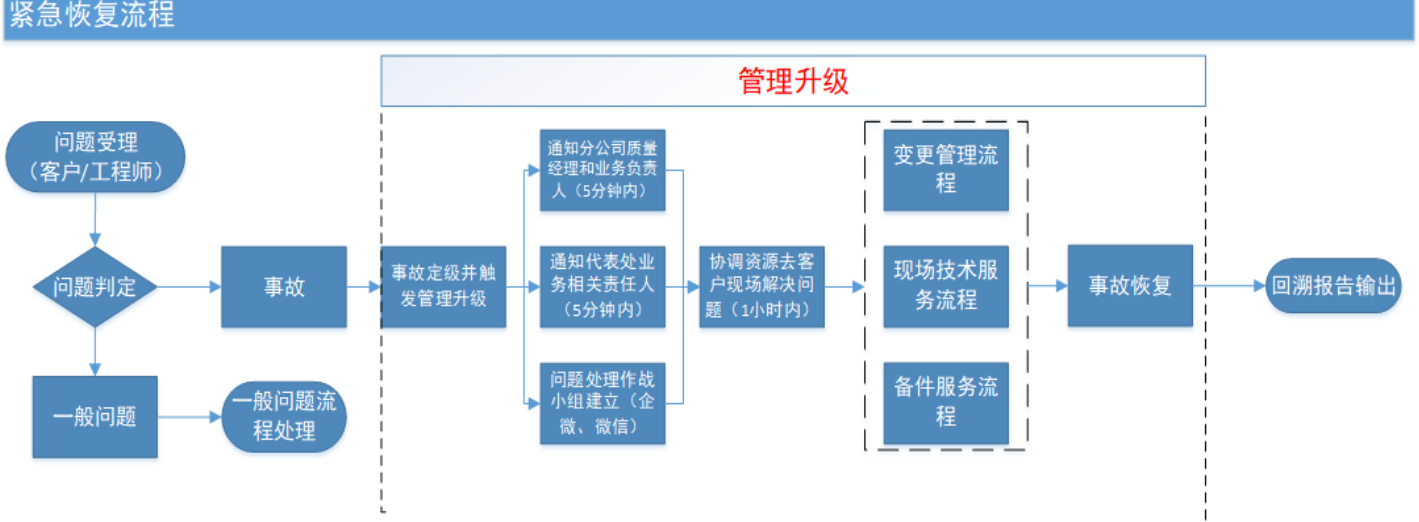 紧急恢复流程
管理升级
问题受理
（客户/工程师）
问题判定
一般问题
一般问题流
程处理
事故
事故定级并触
发管理升级
通知分公司质量
经理和业务负责
人（5分钟内）
通知代表处业
务相关责任人
（5分钟内）
问题处理作战
小组建立（企
微、微信）
协调资源去客
户现场解决问
题（1小时内）
变更管理流
程
现场技术服
务流程
备件服务流
程
事故恢复
回溯报告输出